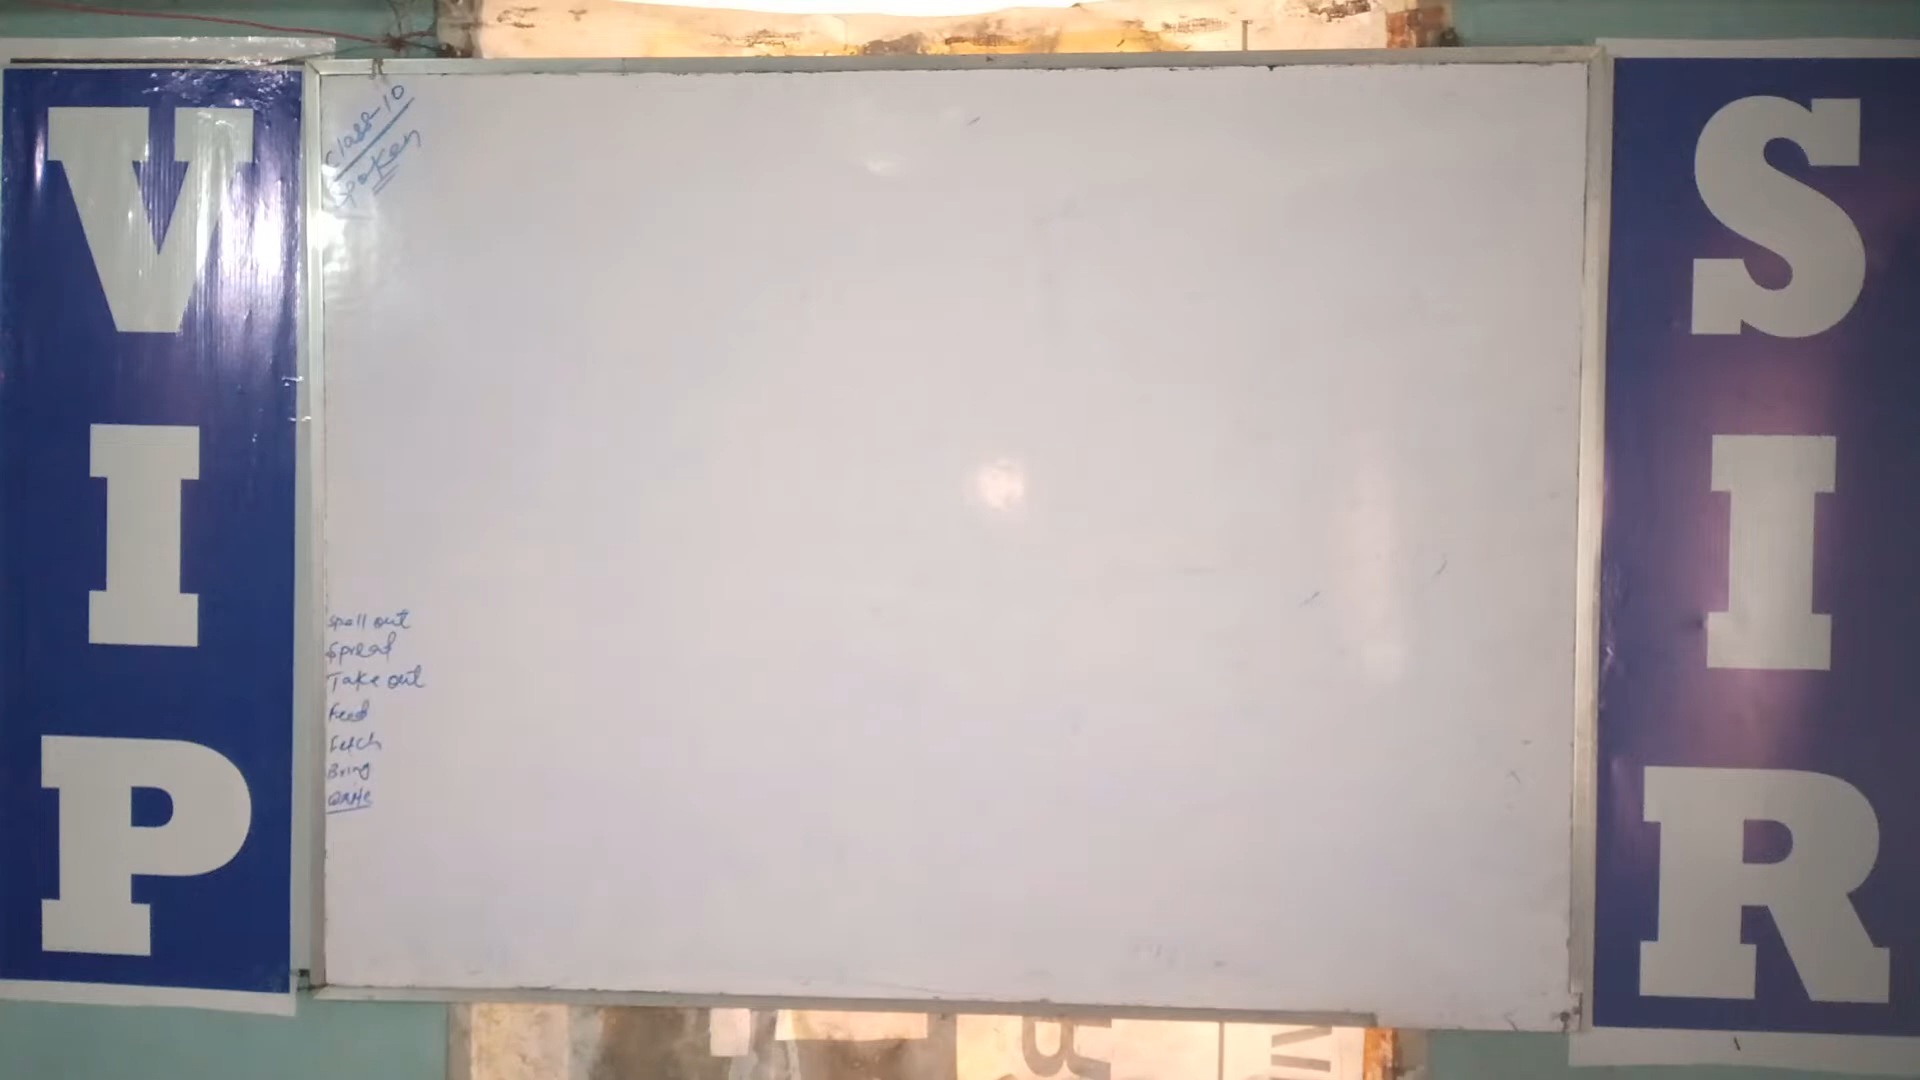 VIP
Class-10
Spoken
Spell out
Spread
Take out
Feed
Fetch
Bring
SIR